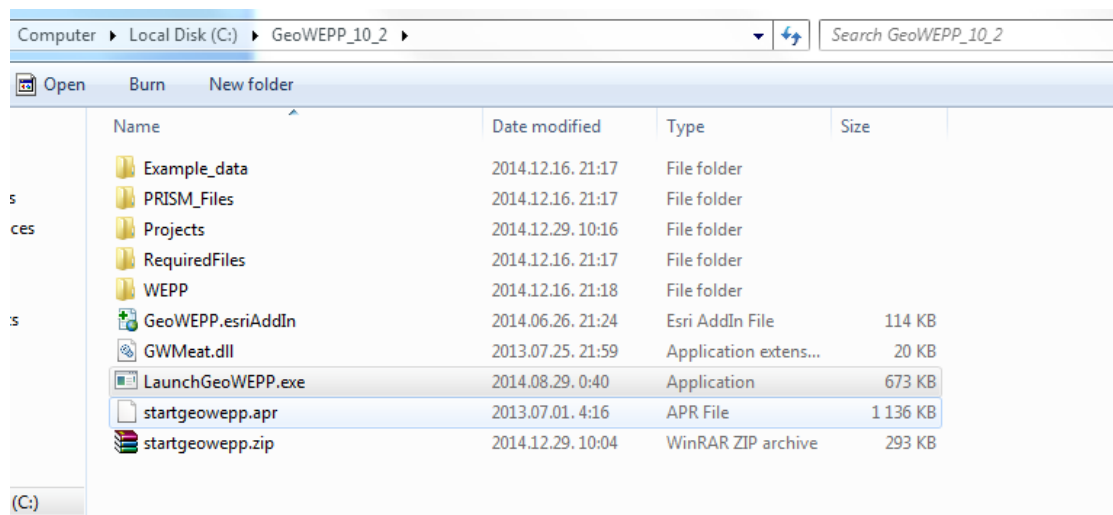 Computer ▸ Local Disk (C:) ▸ GeoWEPP_10_2 ▸ Search GeoWEPP_10_2
Open Burn New folder
Name Date modified Type Size
Example_data 2014.12.16. 21:17 File folder
s PRISM_Files 2014.12.16. 21:17 File folder
ces Projects 2014.12.29. 10:16 File folder
RequiredFiles 2014.12.16. 21:17 File folder
WEPP 2014.12.16. 21:18 File folder
:s GeoWEPP.esriAddIn 2014.06.26. 21:24 Esri AddIn File 114 KB
GWMeat.dll 2013.07.25. 21:59 Application extens... 20 KB
LaunchGeoWEPP.exe 2014.08.29. 0:40 Application 673 KB
startgeowepp.apr 2013.07.01. 4:16 APR File 1 136 KB
startgeowepp.zip 2014.12.29. 10:04 WinRAR ZIP archive 293 KB
(C:)